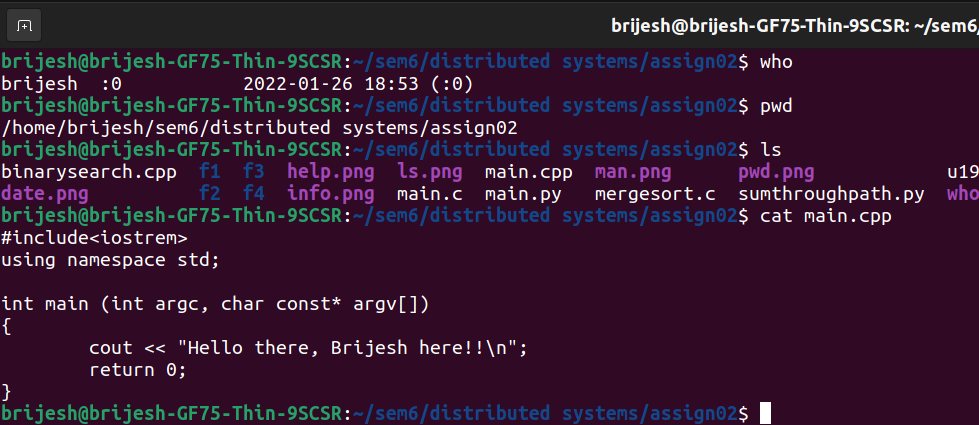 brijesh@brijesh-GF75-Thin-9SCSR: ~/sem6/
brijesh@brijesh-GF75-Thin-9SCSR:~/sem6/distributed systems/assign02$ who
brijesh :0 2022-01-26 18:53 (:0)
brijesh@brijesh-GF75-Thin-9SCSR:~/sem6/distributed systems/assign02$ pwd
/home/brijesh/sem6/distributed systems/assign02
brijesh@brijesh-GF75-Thin-9SCSR:~/sem6/distributed systems/assign02$ ls
binarysearch.cpp f1 f3 help.png ls.png main.cpp man.png pwd.png u19
date.png f2 f4 info.png main.c main.py mergesort.c sumthroughpath.py who
brijesh@brijesh-GF75-Thin-9SCSR:~/sem6/distributed systems/assign02$ cat main.cpp
#include<iostrem>
using namespace std;
int main (int argc, char const* argv[])
{
cout << "Hello there, Brijesh here!!\n";
return 0;
}
brijesh@brijesh-GF75-Thin-9SCSR:~/sem6/distributed systems/assign02$